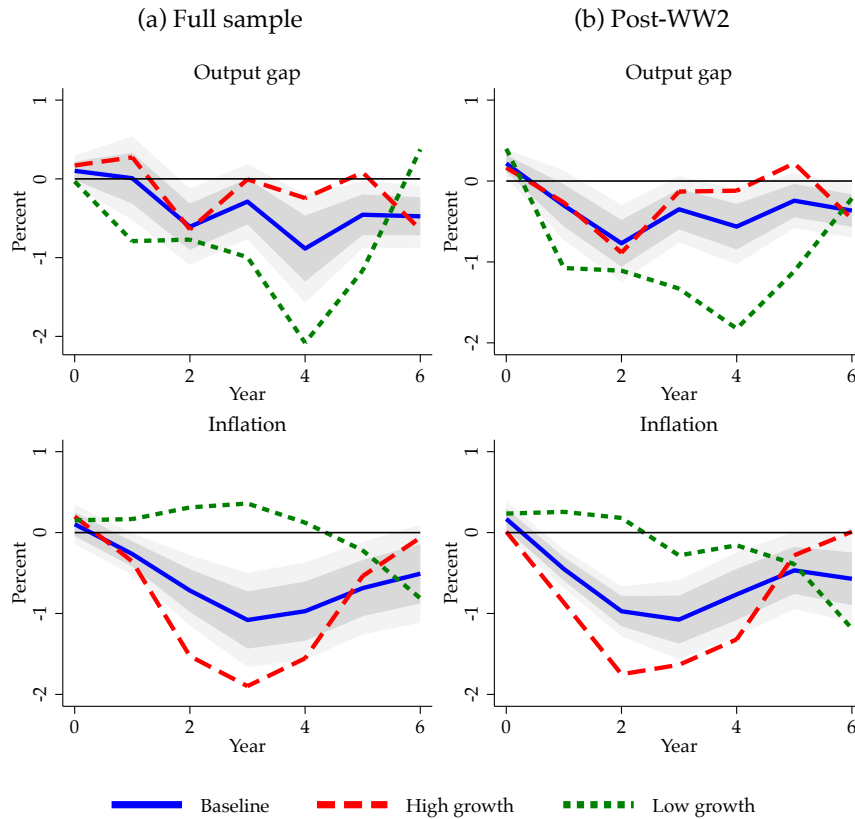 (a) Full sample
(b) Post-WW2
Output gap
Percent
1
0
-1
-2
0 2 4 6
Year
Output gap
Percent
1
0
-1
-2
0 2 4 6
Year
Inflation
Percent
1
0
-1
-2
0 2 4 6
Year
Inflation
Percent
1
0
-1
-2
0 2 4 6
Year
Baseline High growth Low growth